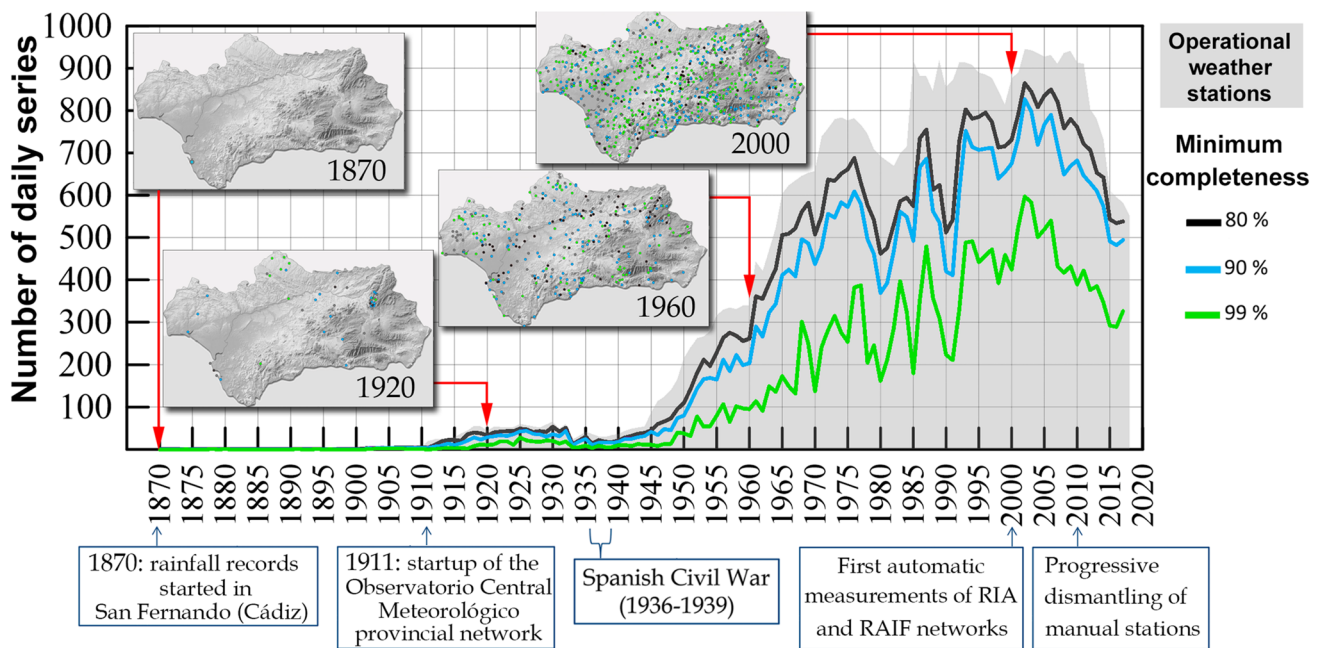 Number of daily series
1000
900
800
700
600
500
400
300
200
100
1870
1920
1960
2000
Operational
weather
stations
Minimum
completeness
80 %
90 %
99 %
1870
1875
1880
1885
1890
1895
1900
1905
1910
1915
1920
1925
1930
1935
1940
1945
1950
1955
1960
1965
1970
1975
1980
1985
1990
1995
2000
2005
2010
2015
2020
1870: rainfall records
started in
San Fernando (Cádiz)
1911: startup of the
Observatorio Central
Meteorológico
provincial network
Spanish Civil War
(1936-1939)
First automatic
measurements of RIA
and RAIF networks
Progressive
dismantling of
manual stations